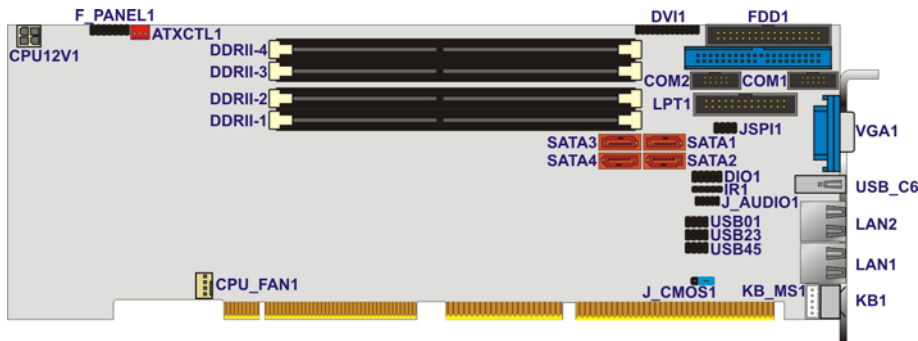 F_PANEL1
DVI1
FDD1
ATXCTL1
CPU12V1
DDRII-4
DDRII-3
COM2
COM1
DDRII-2
LPT1
DDRII-1
JSPI1
VGA1
SATA3
SATA1
SATA4
SATA2
DIO1
USB_C6
IR1
J_AUDIO1
USB01
LAN2
USB23
USB45
LAN1
CPU_FAN1
J_CMOS1
KB_MS1
KB1